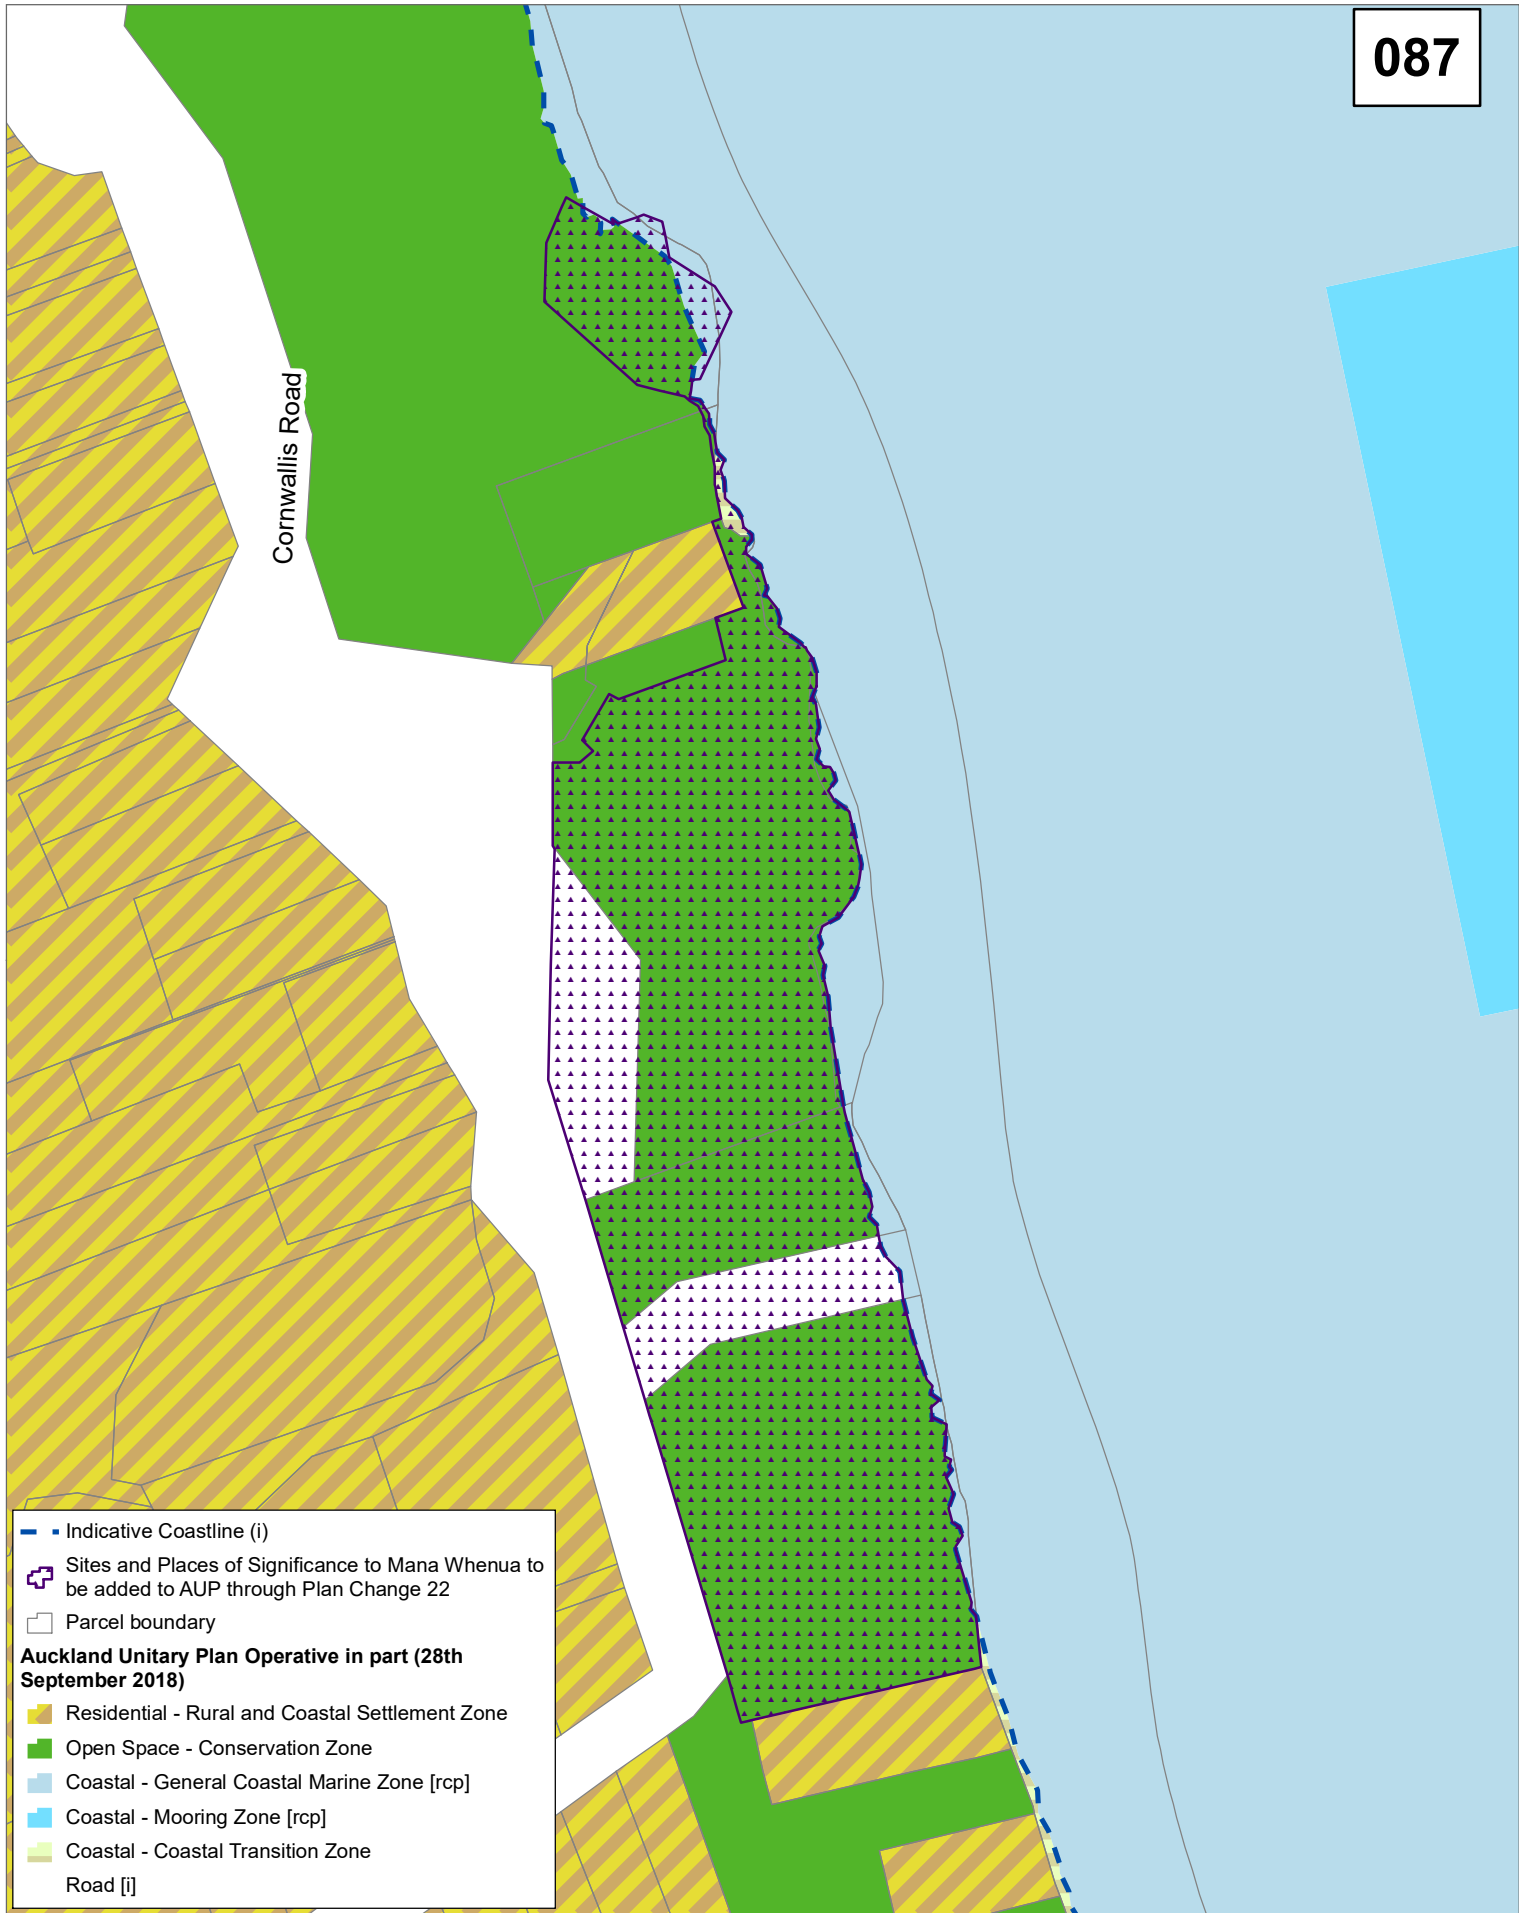 087
Cornwallis Road
Indicative Coastline (i)
Sites and Places of Significance to Mana Whenua to
be added to AUP through Plan Change 22
Parcel boundary
Auckland Unitary Plan Operative in part (28th
September 2018)
Residential - Rural and Coastal Settlement Zone
Open Space - Conservation Zone
Coastal - General Coastal Marine Zone [rcp]
Coastal - Mooring Zone [rcp]
Coastal - Coastal Transition Zone
Road [i]